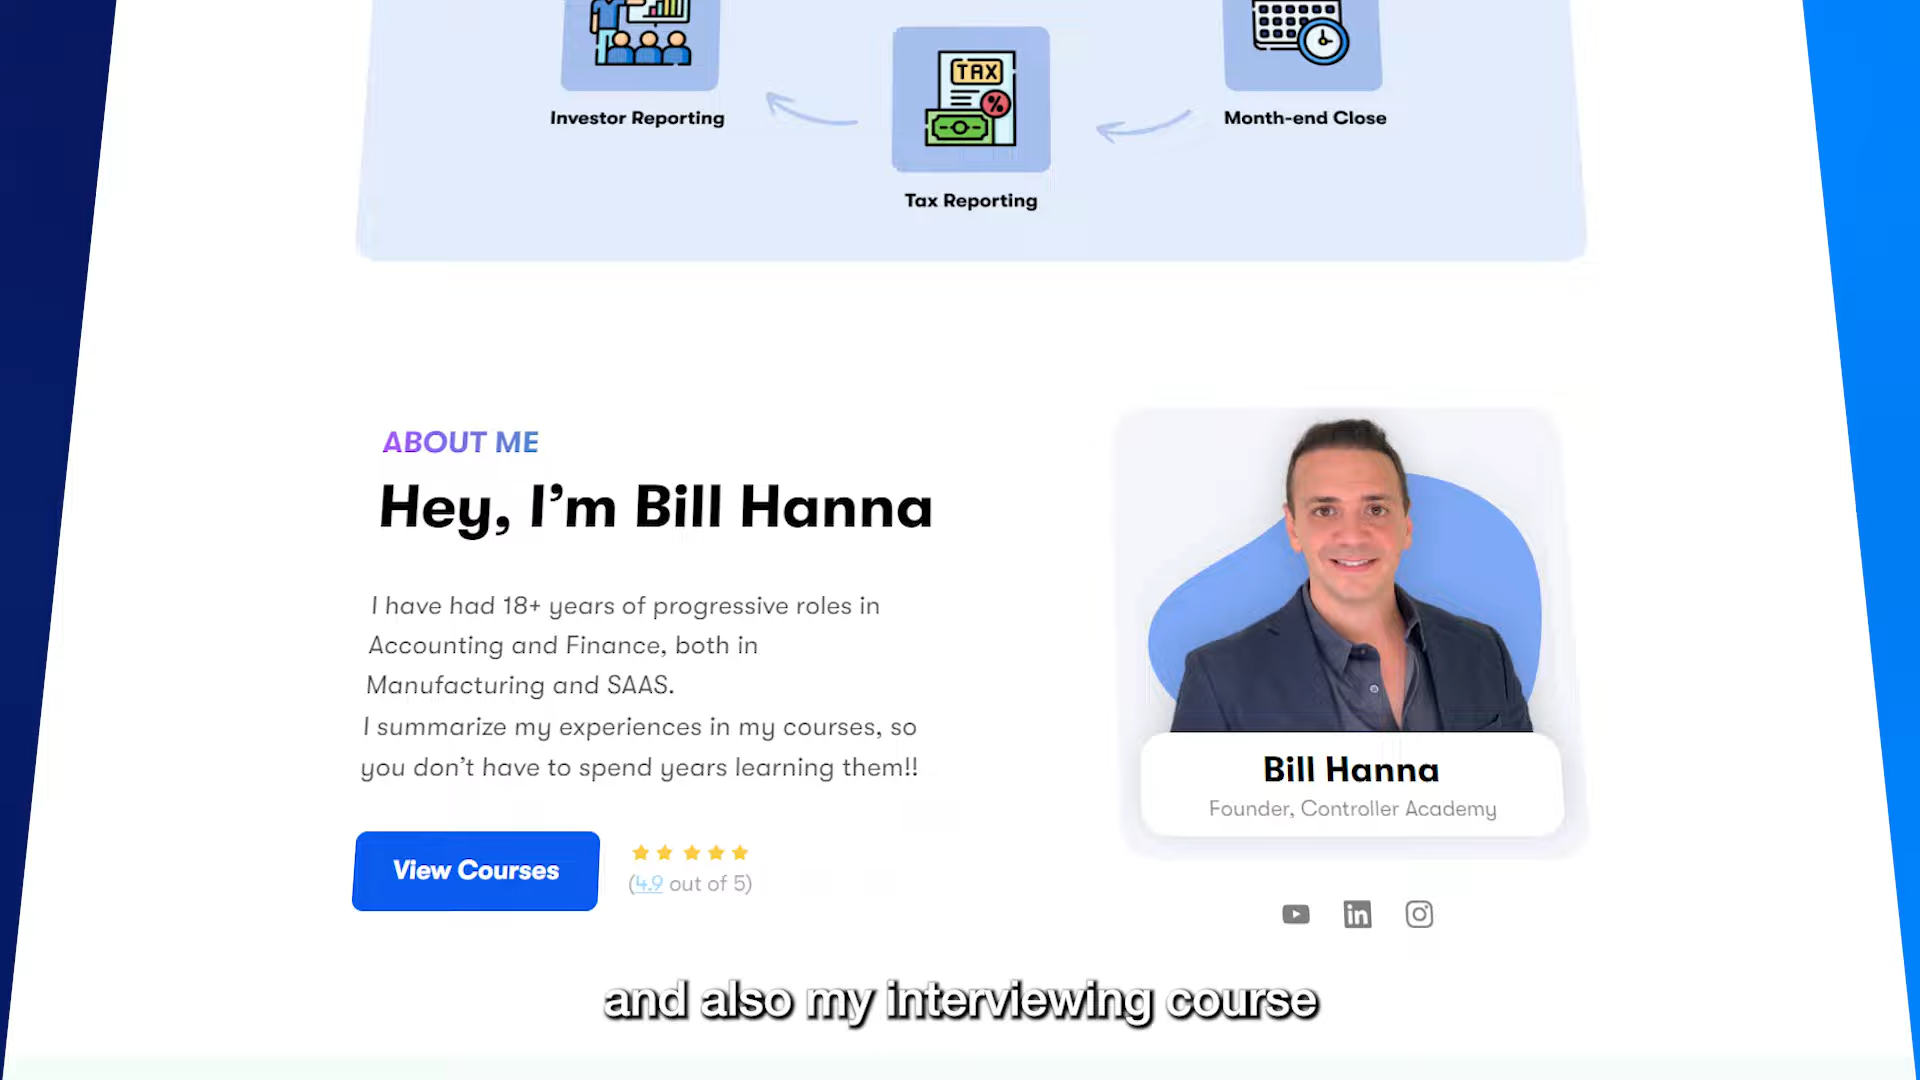 TAX
%
Investor Reporting
Month-end Close
Tax Reporting
ABOUT ME
Hey, I’m Bill Hanna
I have had 18+ years of progressive roles in
Accounting and Finance, both in
Manufacturing and SAAS.
I summarize my experiences in my courses, so
you don’t have to spend years learning them!!
View Courses
(4.9 out of 5)
Bill Hanna
Founder, Controller Academy
in
and also my interviewing course